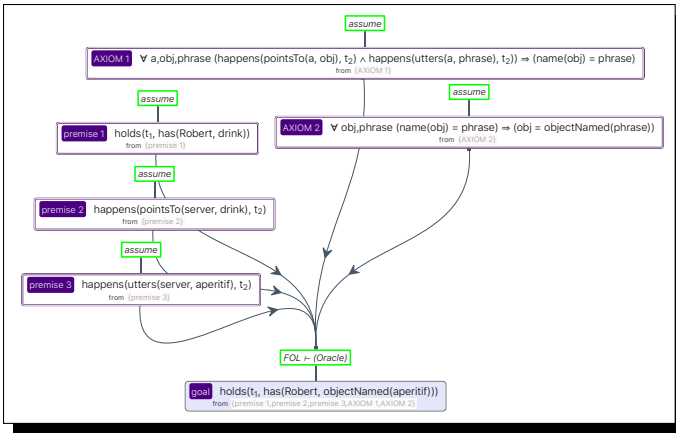 assume
AXIOM 1 ∀ a,obj,phrase (happens(pointsTo(a, obj), t₂) ∧ happens(utters(a, phrase), t₂)) ⇒ (name(obj) = phrase)
from {AXIOM 1}
assume
AXIOM 2 ∀ obj,phrase (name(obj) = phrase) ⇒ (obj = objectNamed(phrase))
from {AXIOM 2}
assume
premise 1 holds(t₁, has(Robert, drink))
from {premise 1}
assume
premise 2 happens(pointsTo(server, drink), t₂)
from {premise 2}
assume
premise 3 happens(utters(server, aperitif), t₂)
from {premise 3}
FOL ⊢ (Oracle)
goal holds(t₁, has(Robert, objectNamed(aperitif)))
from {premise 1,premise 2,premise 3,AXIOM 1,AXIOM 2}